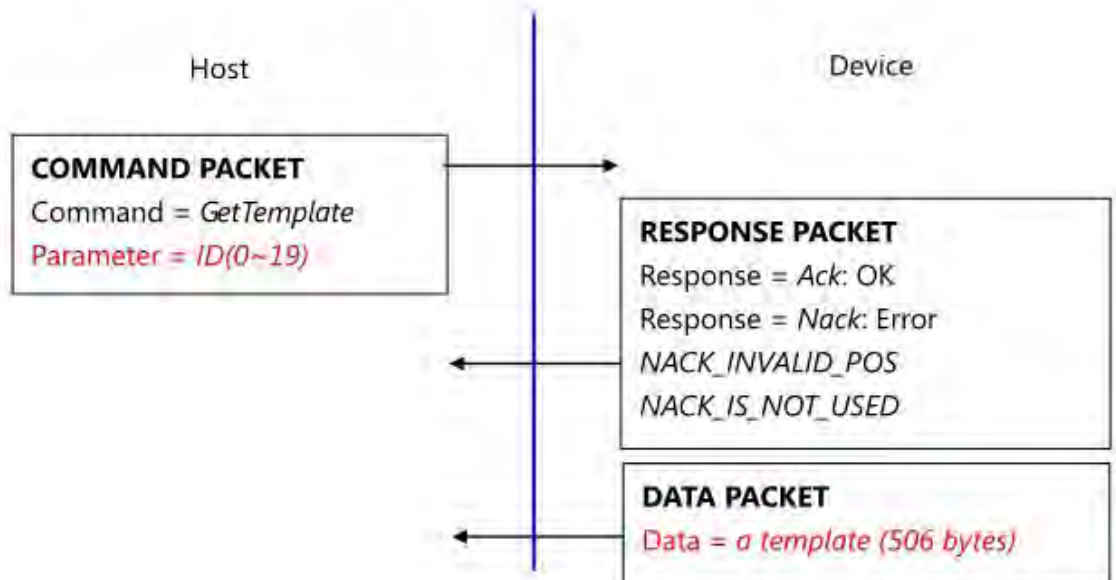 Host
Device
COMMAND PACKET
Command = GetTemplate
Parameter = ID(0~19)
RESPONSE PACKET
Response = Ack: OK
Response = Nack: Error
NACK_INVALID_POS
NACK_IS_NOT_USED
DATA PACKET
Data = a template (506 bytes)